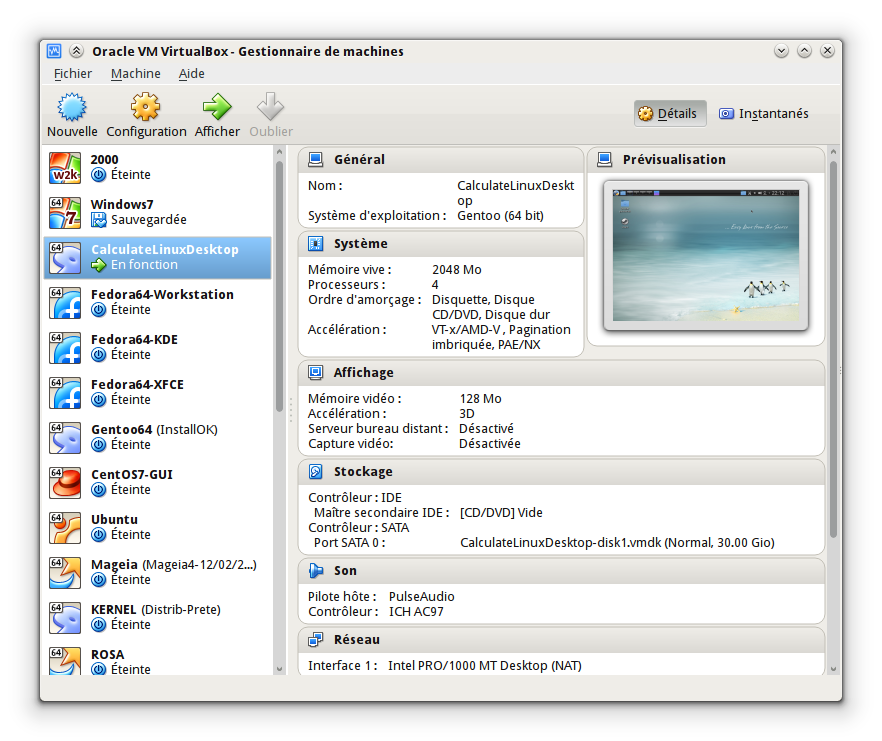 Oracle VM VirtualBox - Gestionnaire de machines
Fichier Machine Aide
Nouvelle Configuration Afficher Oublier Détails Instantanés
2000
Éteinte
Windows7
Sauvegardée
CalculateLinuxDesktop
En fonction
Fedora64-Workstation
Éteinte
Fedora64-KDE
Éteinte
Fedora64-XFCE
Éteinte
Gentoo64 (InstallOK)
Éteinte
CentOS7-GUI
Éteinte
Ubuntu
Éteinte
Mageia (Mageia4-12/02/2...)
Éteinte
KERNEL (Distrib-Prete)
Éteinte
ROSA
Éteinte
Général
Nom : CalculateLinuxDeskt
op
Système d'exploitation : Gentoo (64 bit)
Système
Mémoire vive : 2048 Mo
Processeurs : 4
Ordre d'amorçage : Disquette, Disque
CD/DVD, Disque dur
Accélération : VT-x/AMD-V , Pagination
imbriquée, PAE/NX
Prévisualisation
Affichage
Mémoire vidéo : 128 Mo
Accélération : 3D
Serveur bureau distant : Désactivé
Capture vidéo: Désactivée
Stockage
Contrôleur : IDE
Maître secondaire IDE : [CD/DVD] Vide
Contrôleur : SATA
Port SATA 0 : CalculateLinuxDesktop-disk1.vmdk (Normal, 30.00 Gio)
Son
Pilote hôte : PulseAudio
Contrôleur : ICH AC97
Réseau
Interface 1 : Intel PRO/1000 MT Desktop (NAT)